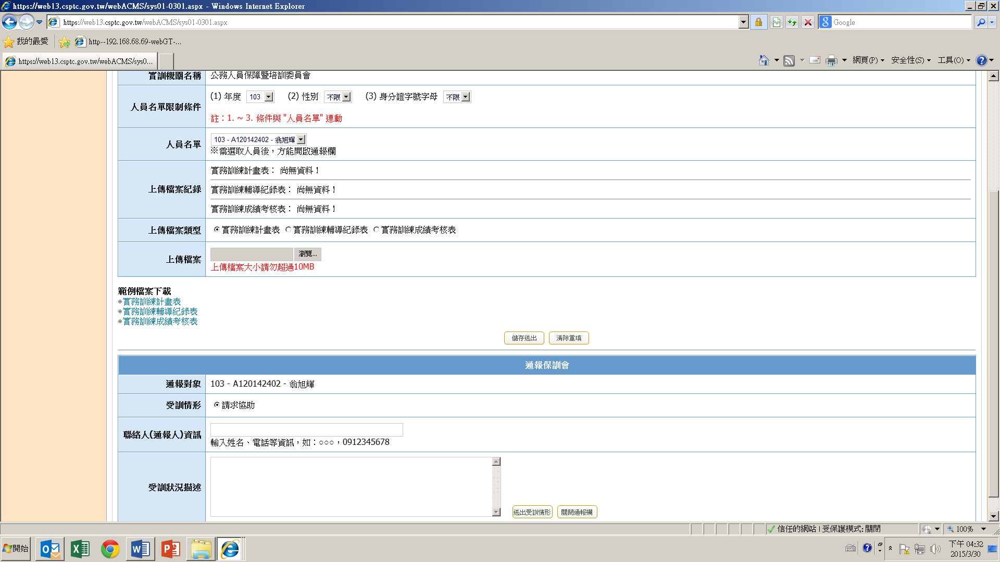 https://web13.csptc.gov.tw/webACMS/sys01-0301.aspx - Windows Internet Explorer
https://web13.csptc.gov.tw/webACMS/sys01-0301.aspx
Google
我的最愛
http--192.168.68.69-webGT-...
https://web13.csptc.gov.tw/webACMS/sys0...
網頁(P)
安全性(S)
工具(O)
實訓機關名稱
公務人員保障暨培訓委員會
人員名單限制條件
(1) 年度 103 (2) 性別 不限 (3) 身分證字號字母 不限
註：1. ~ 3. 條件與 "人員名單" 連動
人員名單
103 - A120142402 - 翁旭輝
※需選取人員後，方能開啟通報欄
上傳檔案紀錄
實務訓練計畫表： 尚無資料！
實務訓練輔導紀錄表： 尚無資料！
實務訓練成績考核表： 尚無資料！
上傳檔案類型
實務訓練計畫表 實務訓練輔導紀錄表 實務訓練成績考核表
上傳檔案
瀏覽...
上傳檔案大小請勿超過10MB
範例檔案下載
實務訓練計畫表
實務訓練輔導紀錄表
實務訓練成績考核表
儲存送出 清除重填
通報保訓會
通報對象
103 - A120142402 - 翁旭輝
受訓情形
請求協助
聯絡人(通報人)資訊
輸入姓名、電話等資訊，如：○○○，0912345678
受訓狀況描述
送出受訓情形 關閉通報欄
信任的網站 | 受保護模式: 關閉
100%
開始
下午 04:32
2015/3/30